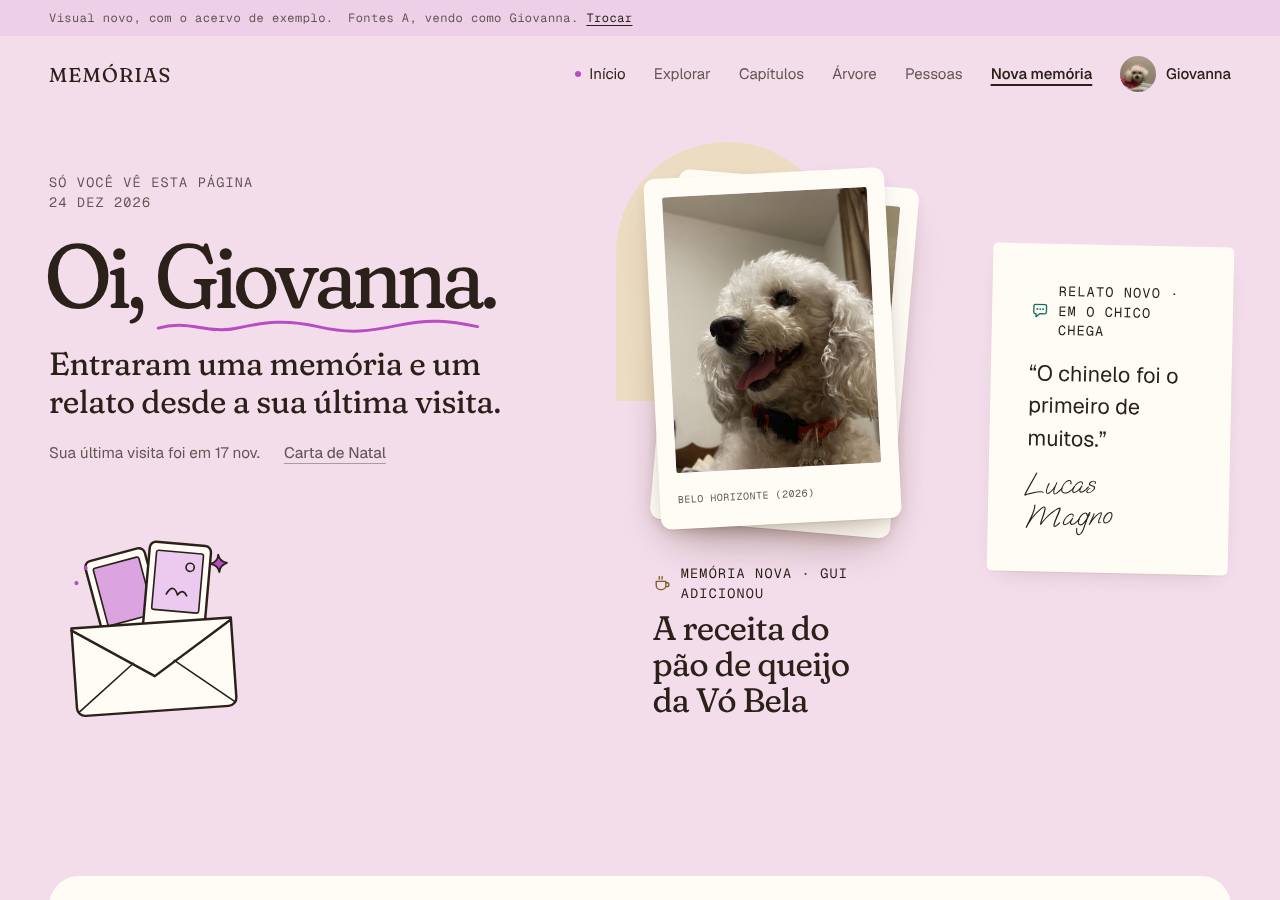 Visual novo, com o acervo de exemplo. Fontes A, vendo como Giovanna. Trocar
MEMÓRIAS
Início
Explorar
Capítulos
Árvore
Pessoas
Nova memória
Giovanna
SÓ VOCÊ VÊ ESTA PÁGINA
24 DEZ 2026
Oi, Giovanna.
Entraram uma memória e um
relato desde a sua última visita.
Sua última visita foi em 17 nov.
Carta de Natal
BELO HORIZONTE (2026)
MEMÓRIA NOVA · GUI
ADICIONOU
A receita do
pão de queijo
da Vó Bela
RELATO NOVO ·
EM O CHICO
CHEGA
“O chinelo foi o
primeiro de
muitos.”
Lucas
Magno